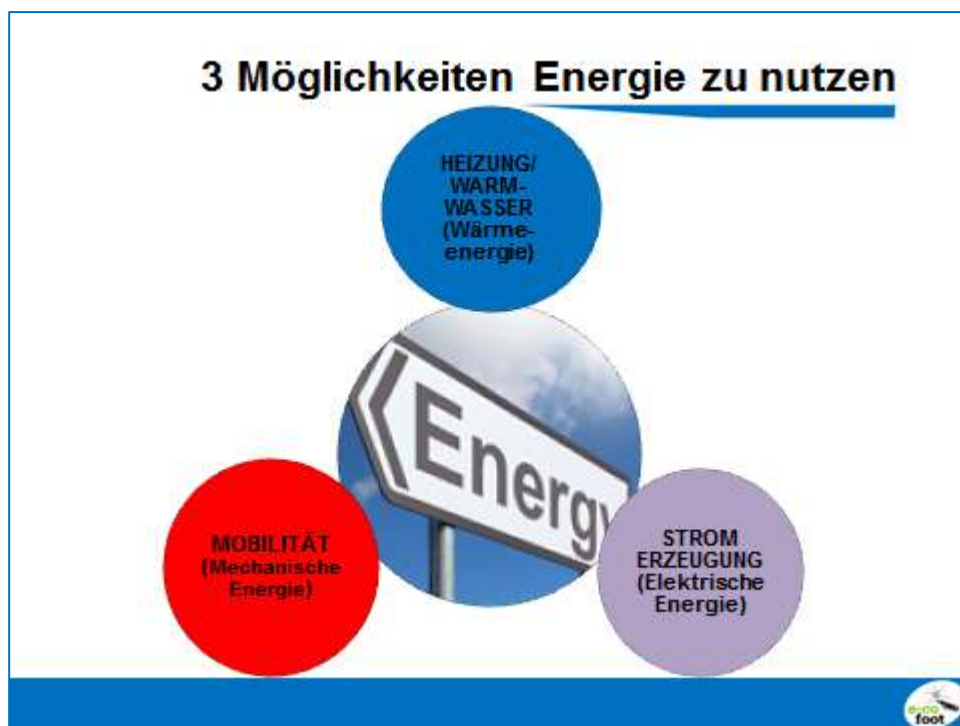 3 Möglichkeiten Energie zu nutzen
HEIZUNG/
WARM-
WASSER
(Wärme-
energie)
Energy
MOBILITÄT
(Mechanische
Energie)
STROM
ERZEUGUNG
(Elektrische
Energie)
e-co
foot